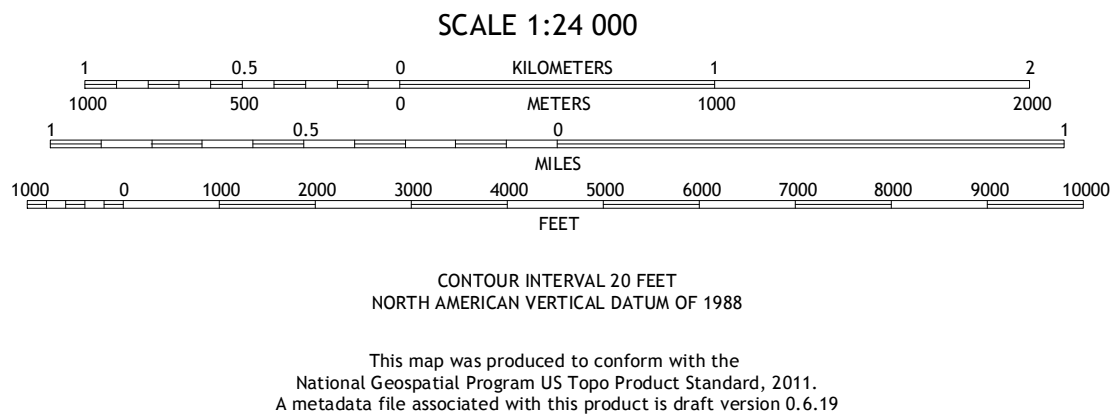 SCALE 1:24 000
1 0.5 0 KILOMETERS 1 2
1000 500 0 METERS 1000 2000
1 0.5 0 1
MILES
1000 0 1000 2000 3000 4000 5000 6000 7000 8000 9000 10000
FEET
CONTOUR INTERVAL 20 FEET
NORTH AMERICAN VERTICAL DATUM OF 1988
This map was produced to conform with the
National Geospatial Program US Topo Product Standard, 2011.
A metadata file associated with this product is draft version 0.6.19